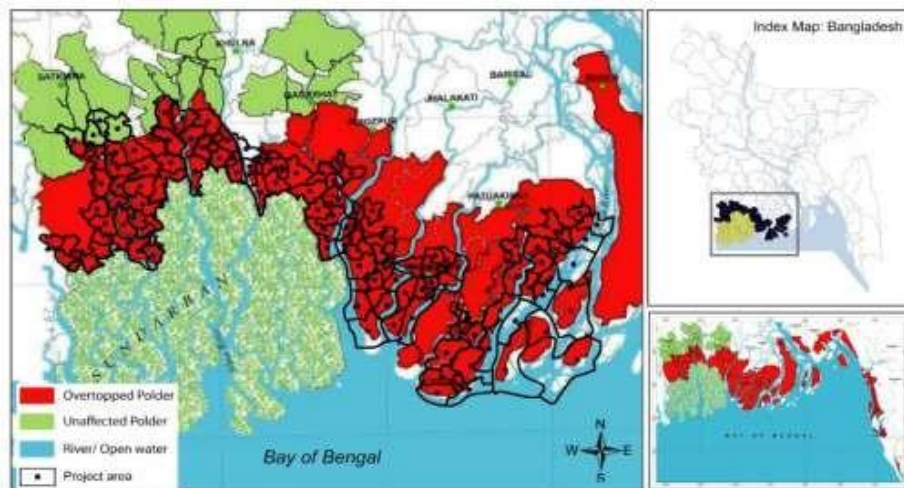 KHULNA
SATKHIRA
BAGERHAT
PIROJPUR
JHALAKATI
BARISAL
PATUAKHALI
SUNDARBAN
Overtopped Polder
Unaffected Polder
River/ Open water
Project area
Bay of Bengal
N
W
E
S
Index Map: Bangladesh
BAY OF BENGAL